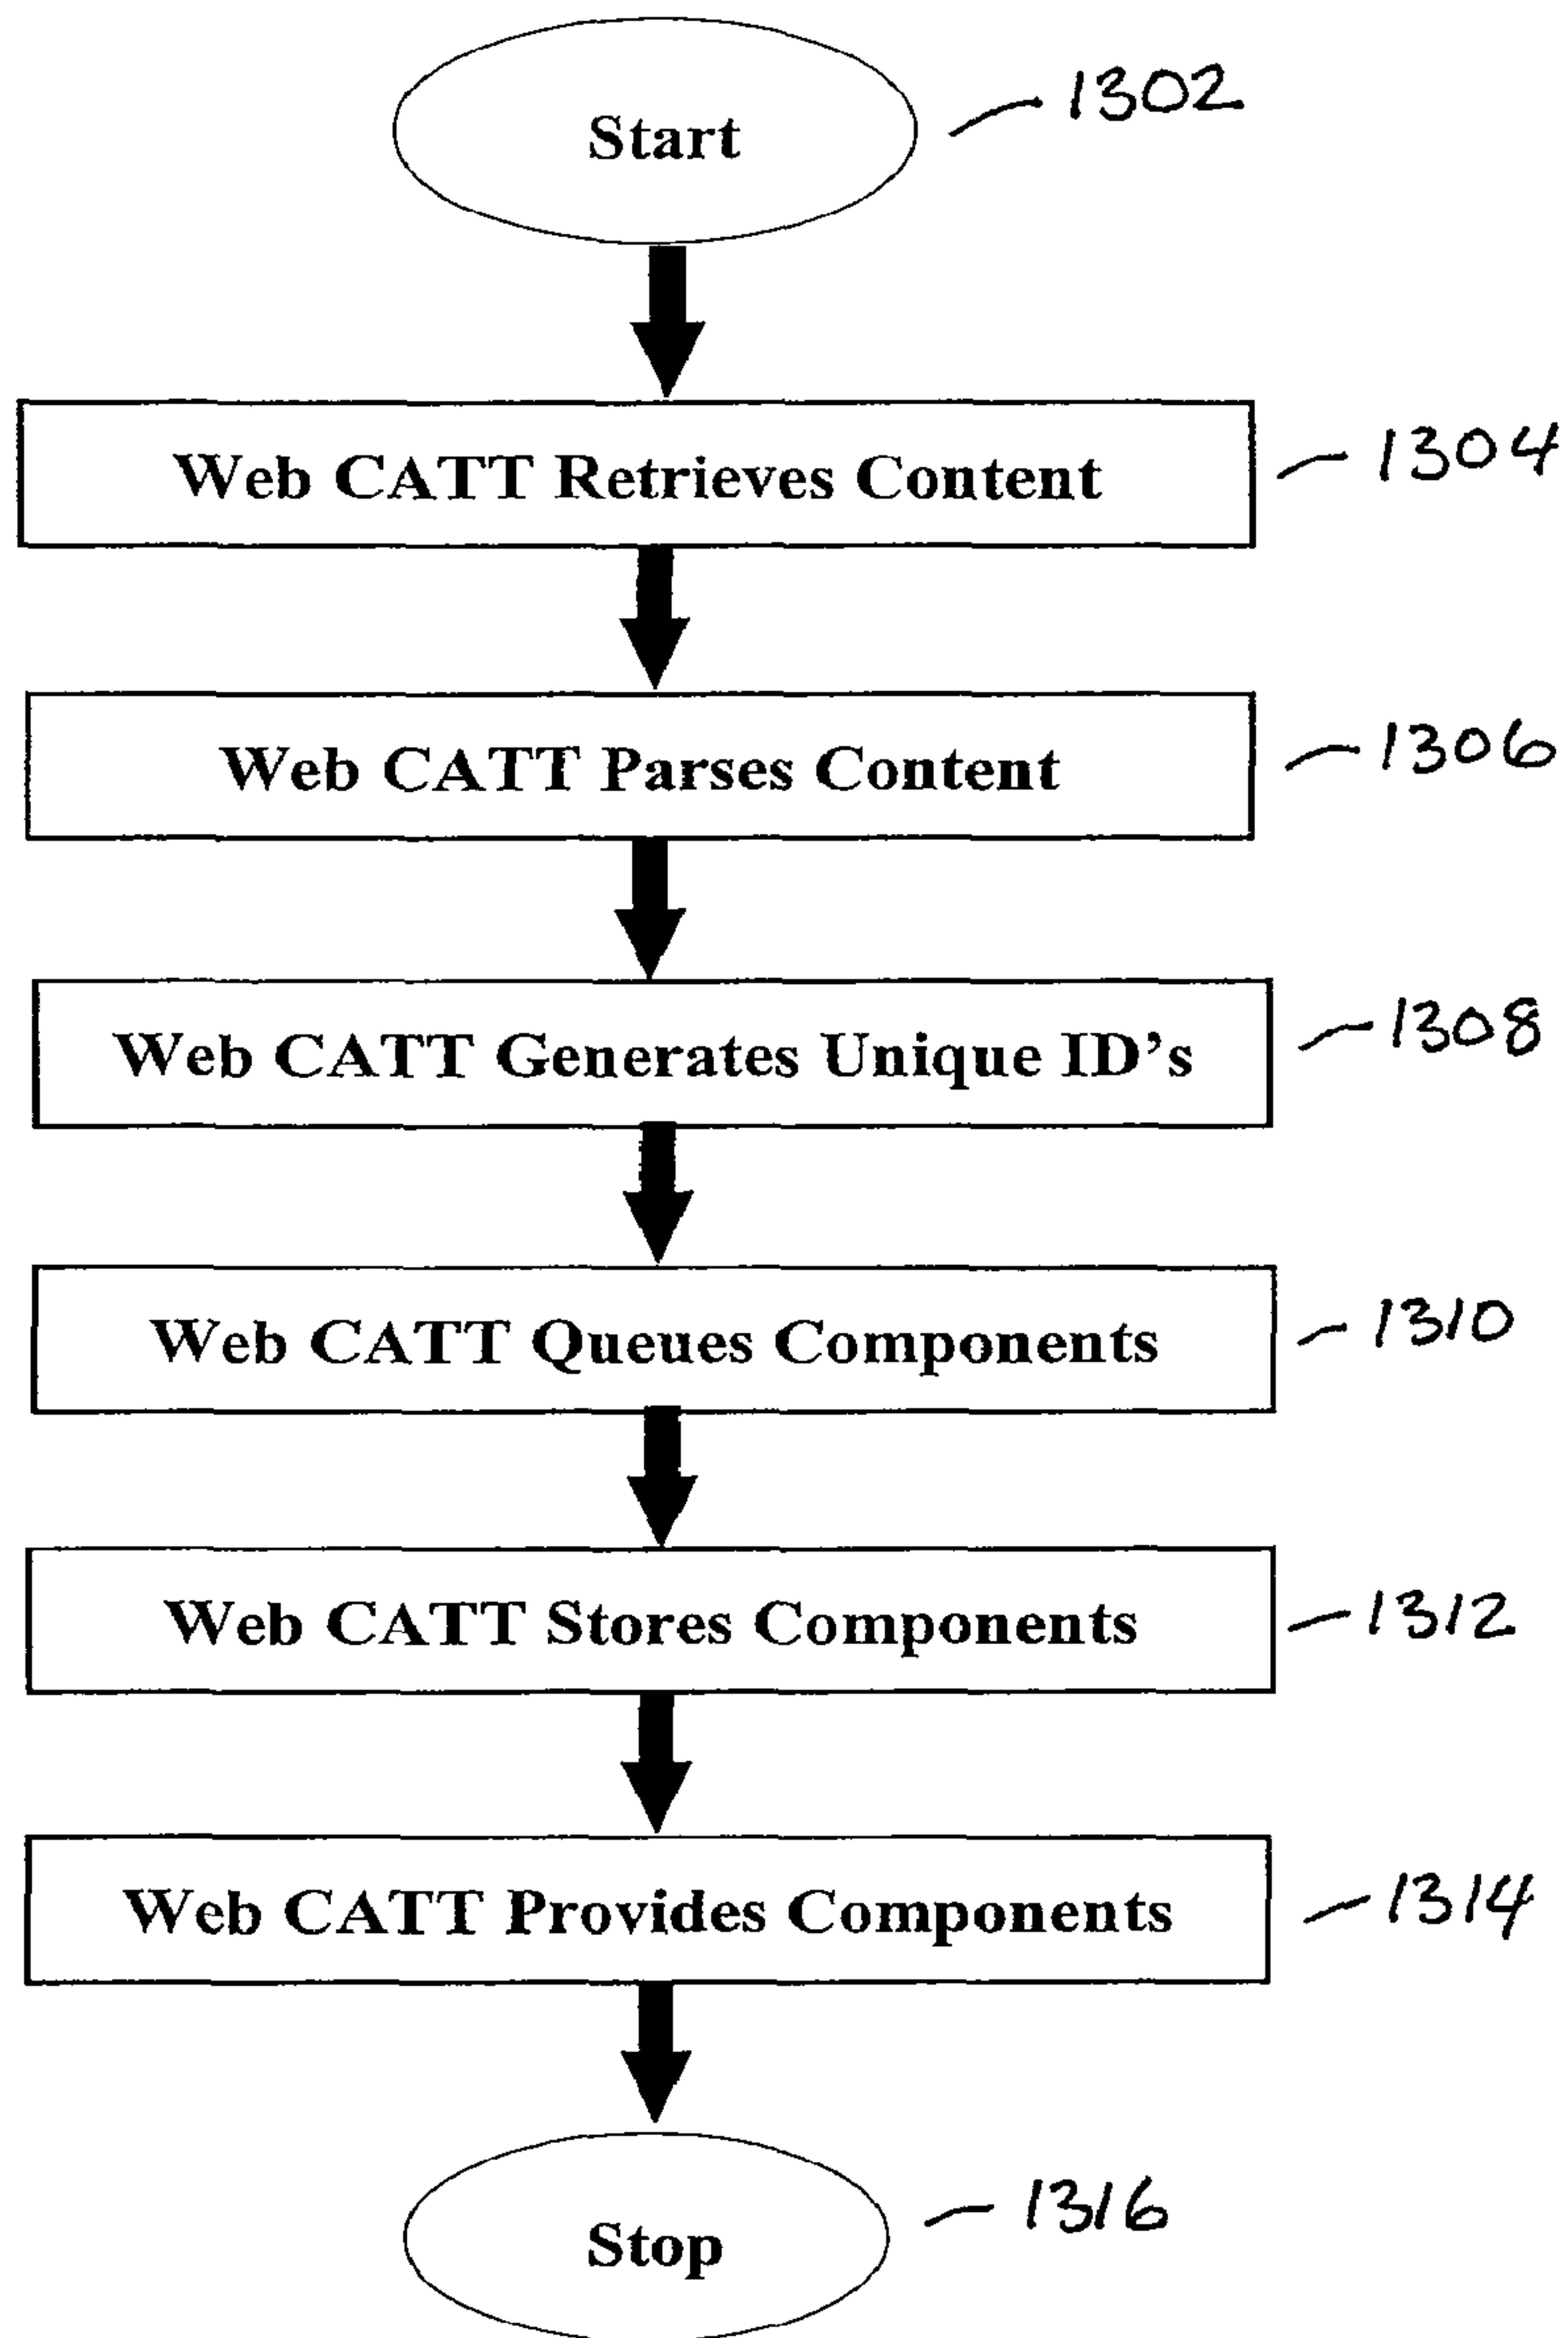 Start
1302
Web CATT Retrieves Content
1304
Web CATT Parses Content
1306
Web CATT Generates Unique ID’s
1308
Web CATT Queues Components
1310
Web CATT Stores Components
1312
Web CATT Provides Components
1314
Stop
1316